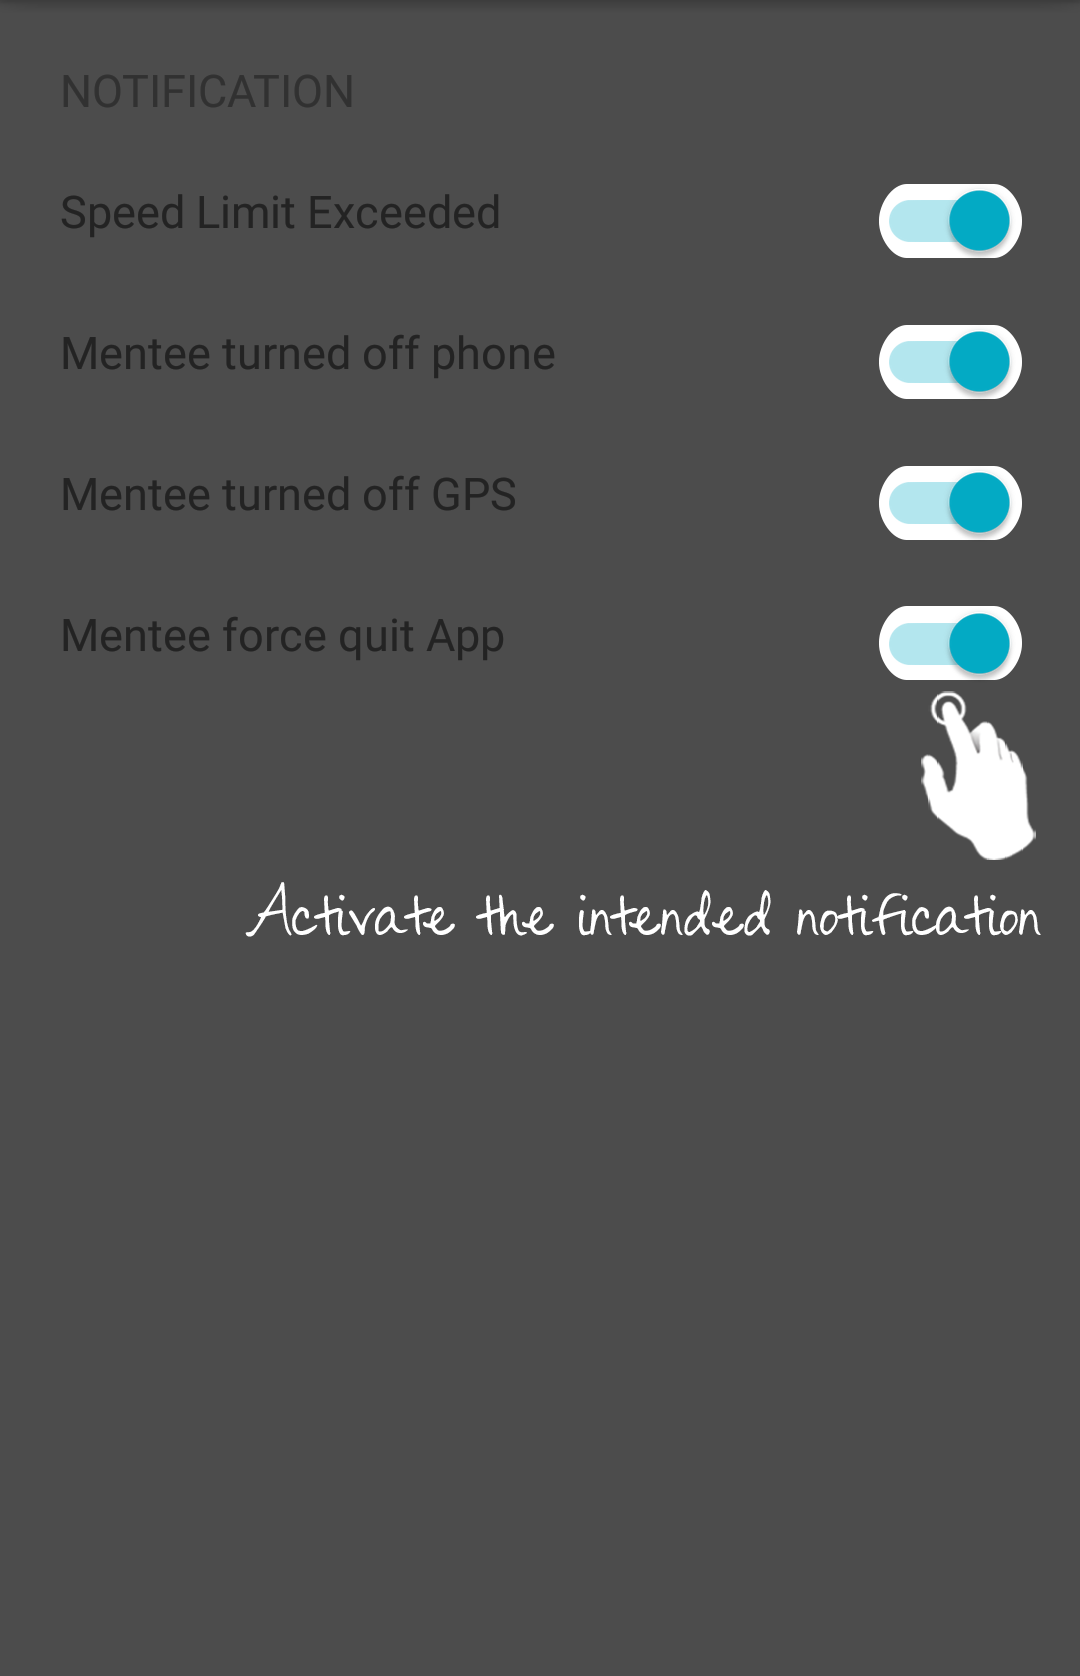 NOTIFICATION
Speed Limit Exceeded
Mentee turned off phone
Mentee turned off GPS
Mentee force quit App
Activate the intended notification